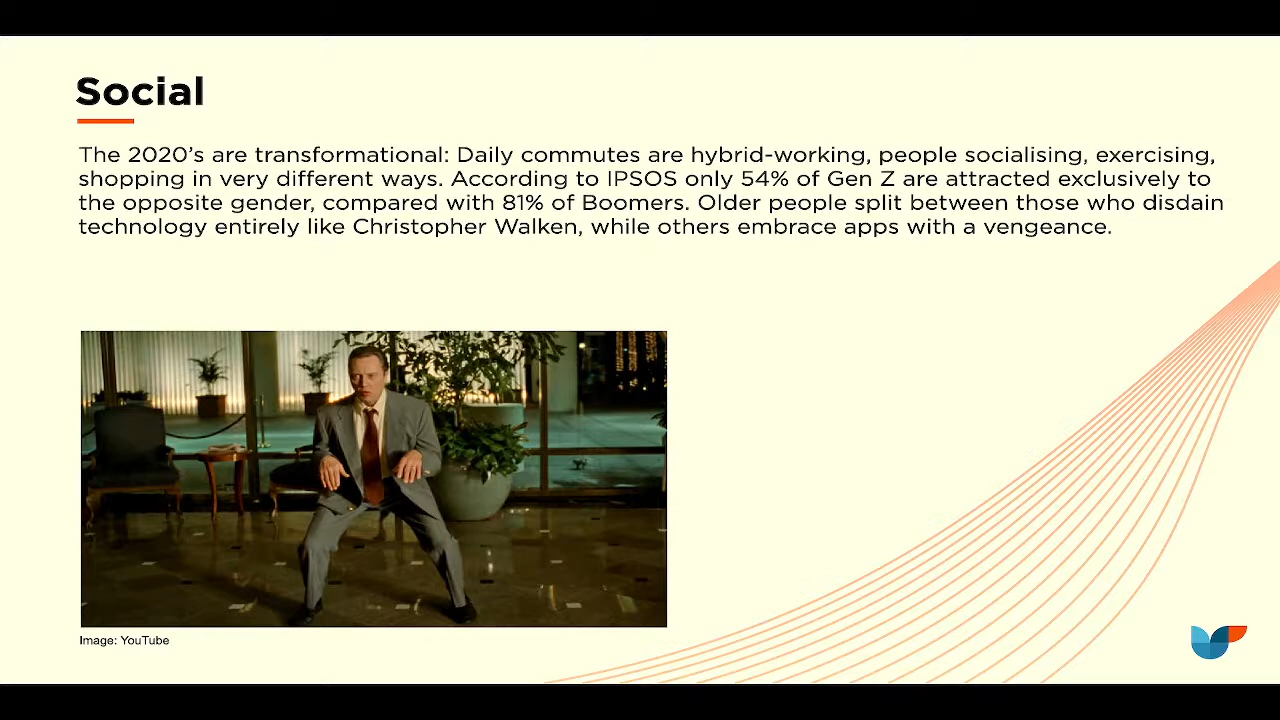 Social
The 2020’s are transformational: Daily commutes are hybrid-working, people socialising, exercising,
shopping in very different ways. According to IPSOS only 54% of Gen Z are attracted exclusively to
the opposite gender, compared with 81% of Boomers. Older people split between those who disdain
technology entirely like Christopher Walken, while others embrace apps with a vengeance.
Image: YouTube